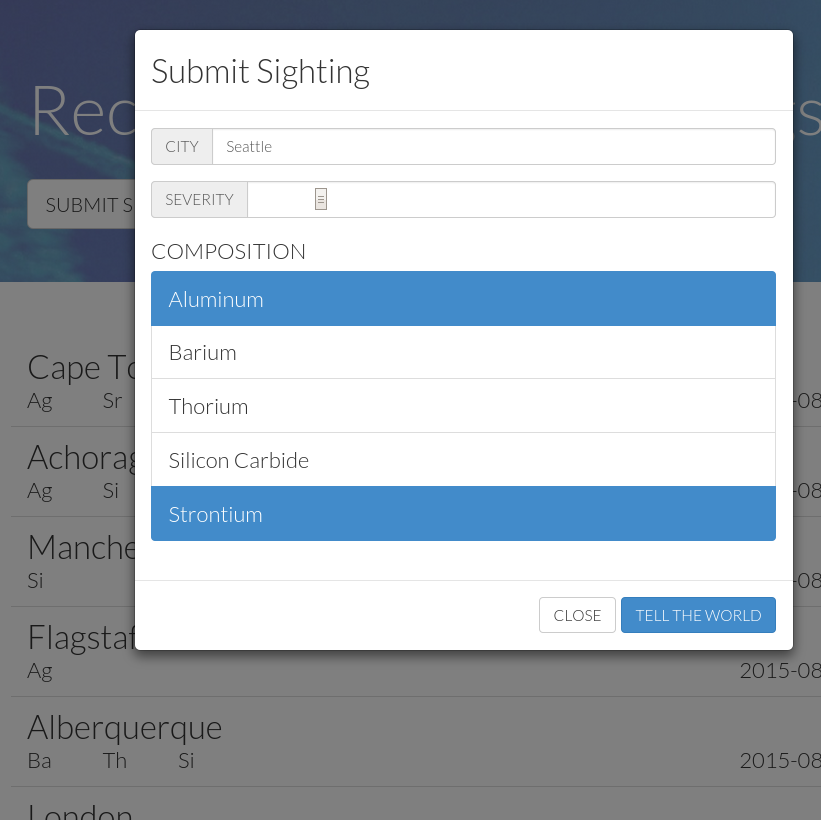 Submit Sighting
Rec
s
CITY Seattle
SUBMIT S
SEVERITY
COMPOSITION
Aluminum
Barium
Thorium
Silicon Carbide
Strontium
CLOSE TELL THE WORLD
Cape To
Ag Sr -08
Achorag
Ag Si -08
Manche
Si -08
Flagstaf
Ag 2015-08
Alberquerque
Ba Th Si 2015-08
London